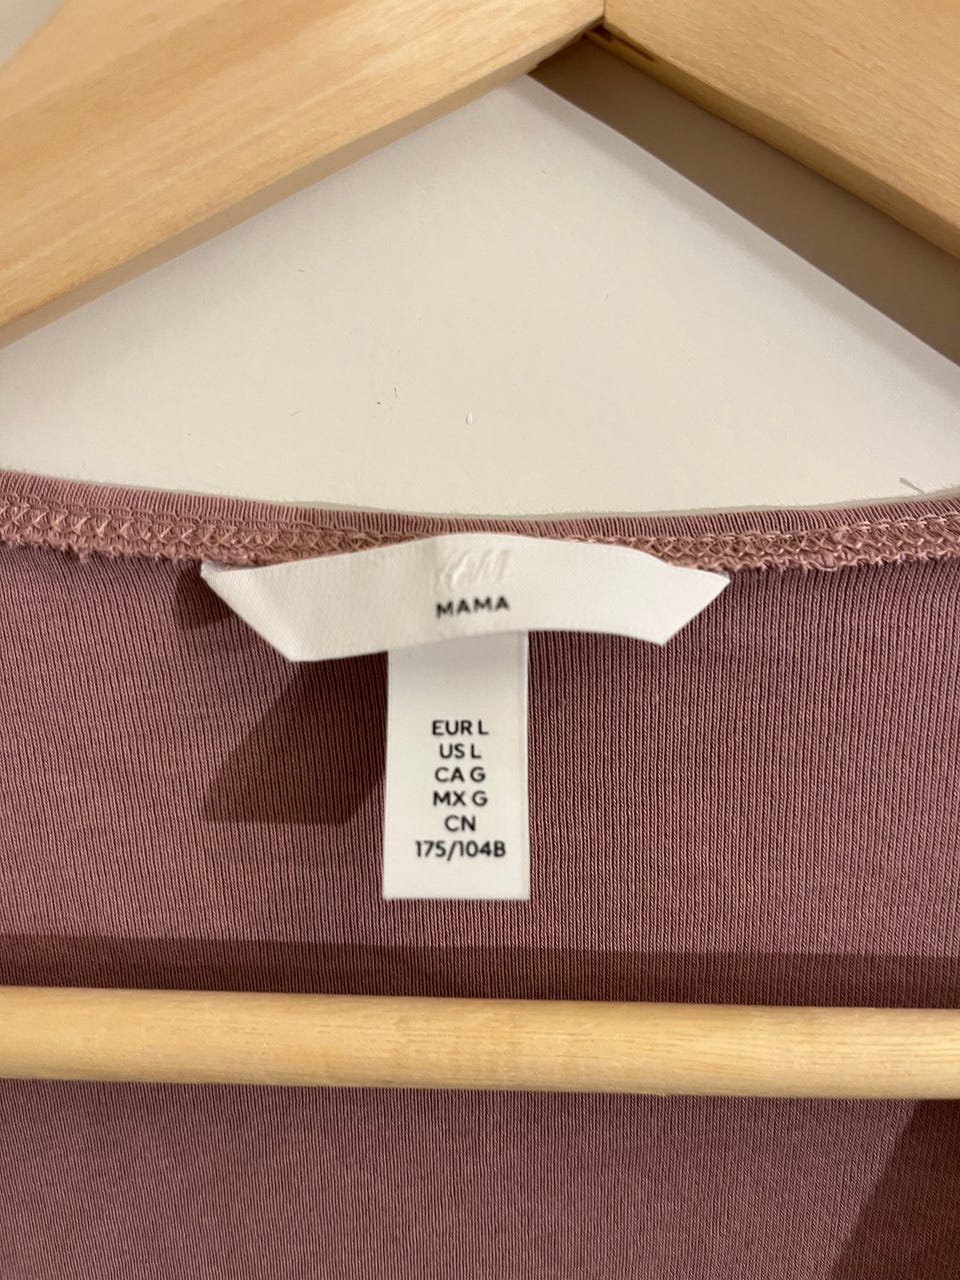 H&M
MAMA
EUR L
US L
CA G
MX G
CN
175/104B